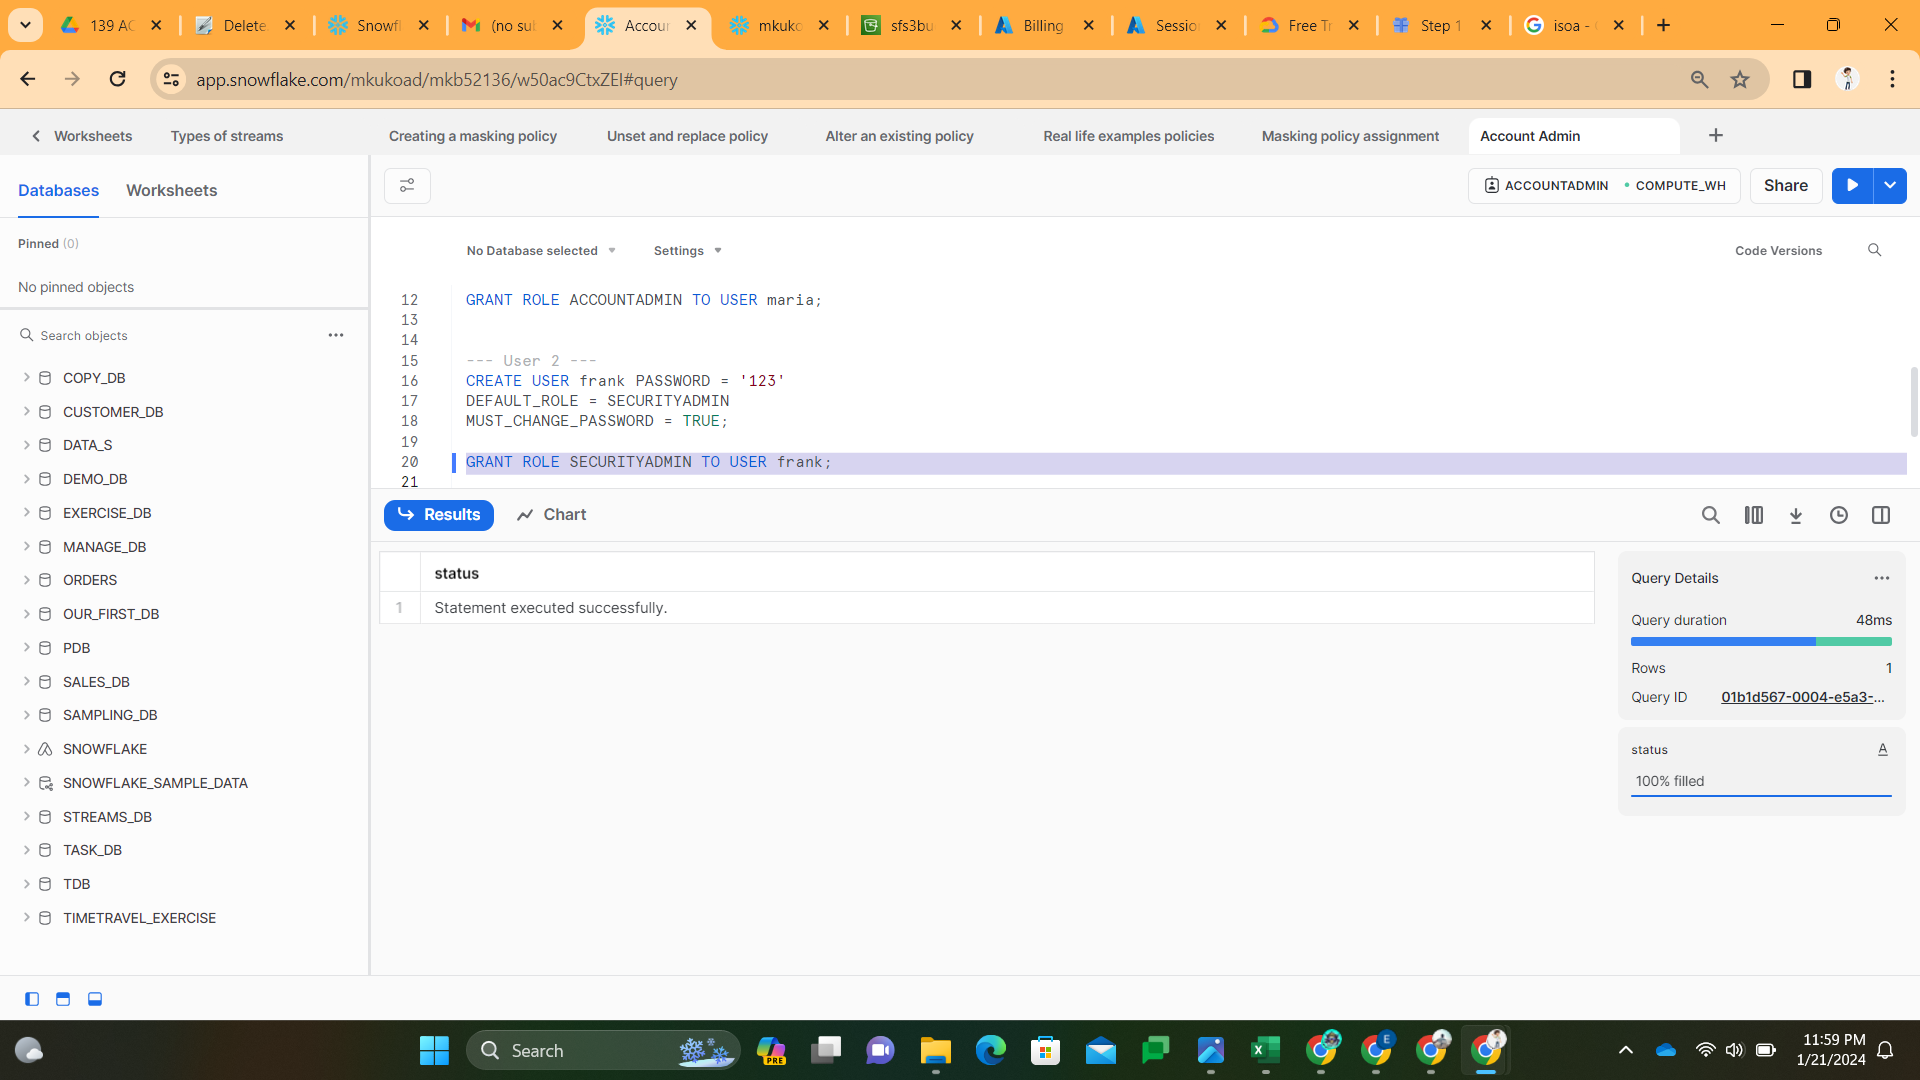 139 AC
Delete
Snowfl
(no su
Accour
mkuko
sfs3bu
Billing
Sessio
Free Tr
Step 1
isoa -
app.snowflake.com/mkukoad/mkb52136/w50ac9CtxZEI#query
Worksheets
Types of streams
Creating a masking policy
Unset and replace policy
Alter an existing policy
Real life examples policies
Masking policy assignment
Account Admin
Databases
Worksheets
ACCOUNTADMIN
COMPUTE_WH
Share
Pinned (0)
No pinned objects
Search objects
COPY_DB
CUSTOMER_DB
DATA_S
DEMO_DB
EXERCISE_DB
MANAGE_DB
ORDERS
OUR_FIRST_DB
PDB
SALES_DB
SAMPLING_DB
SNOWFLAKE
SNOWFLAKE_SAMPLE_DATA
STREAMS_DB
TASK_DB
TDB
TIMETRAVEL_EXERCISE
No Database selected
Settings
Code Versions
12 GRANT ROLE ACCOUNTADMIN TO USER maria;
13
14
15 --- User 2 ---
16 CREATE USER frank PASSWORD = '123'
17 DEFAULT_ROLE = SECURITYADMIN
18 MUST_CHANGE_PASSWORD = TRUE;
19
20 GRANT ROLE SECURITYADMIN TO USER frank;
21
Results
Chart
status
1 Statement executed successfully.
Query Details
Query duration 48ms
Rows 1
Query ID 01b1d567-0004-e5a3-...
status A
100% filled
Search
PRE
E
11:59 PM
1/21/2024